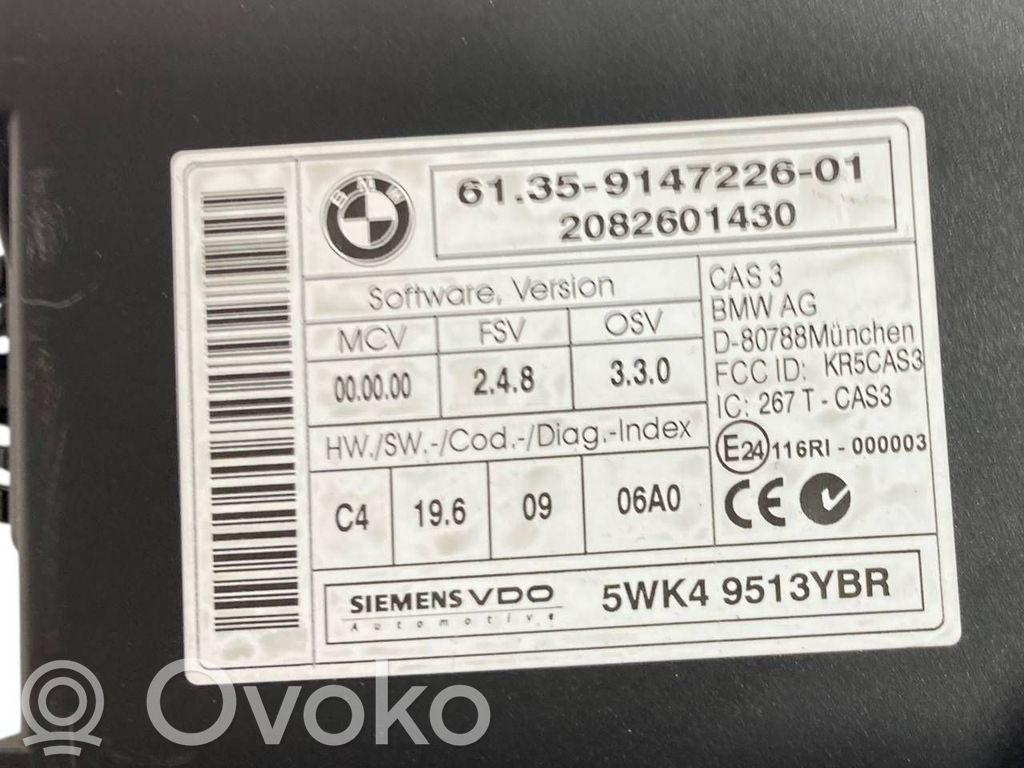 BMW
61.35-9147226-01
2082601430
Software, Version
MCV FSV OSV
00.00.00 2.4.8 3.3.0
HW./SW.-/Cod.-/Diag.-Index
C4 19.6 09 06A0
CAS 3
BMW AG
D-80788München
FCC ID: KR5CAS3
IC: 267 T - CAS3
E24 116RI - 000003
CE
SIEMENS VDO
Automotive
5WK4 9513YBR
Ovoko